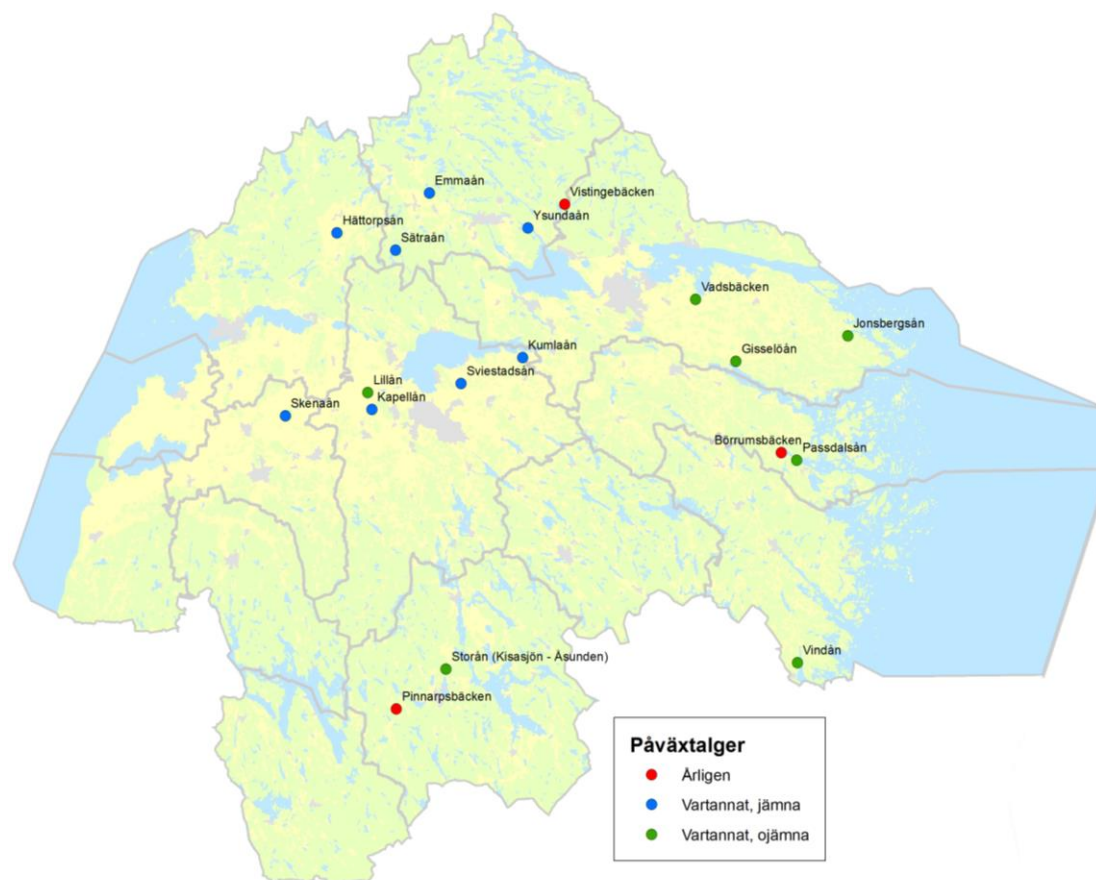 Emmaån
Vistingebäcken
Hättorpsån
Ysundaån
Sätraån
Vadsbäcken
Jonsbergsån
Kumlaån
Gisselöån
Sviestadsån
Lillån
Kapellån
Skenaån
Börrumsbäcken
Passdalsån
Storån (Kisasjön - Åsunden)
Vindån
Pinnarpsbäcken
Påväxtalger
Årligen
Vartannat, jämna
Vartannat, ojämna